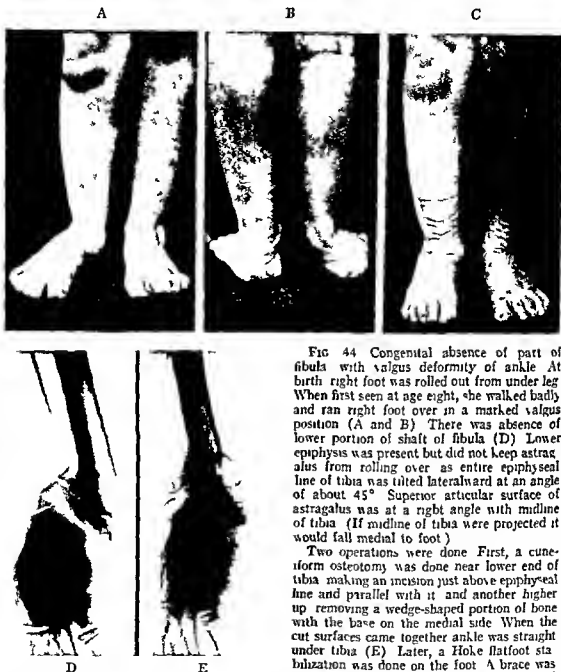 A B C
FIG 44 Congenital absence of part of
fibula with valgus deformity of ankle At
birth right foot was rolled out from under leg
When first seen at age eight, she walked badly
and ran right foot over in a marked valgus
position (A and B) There was absence of
lower portion of shaft of fibula (D) Lower
epiphysis was present but did not keep astrag
alus from rolling over as entire epiphyseal
line of tibia was tilted lateralward at an angle
of about 45° Superior articular surface of
astragalus was at a right angle with midline
of tibia (If midline of tibia were projected it
would fall medial to foot )
Two operations were done First, a cune-
iform osteotomy was done near lower end of
tibia making an incision just above epiphyseal
line and parallel with it and another higher
up removing a wedge-shaped portion of bone
with the base on the medial side When the
cut surfaces came together ankle was straight
under tibia (E) Later, a Hoke flatfoot sta
bilization was done on the foot A brace was
D E